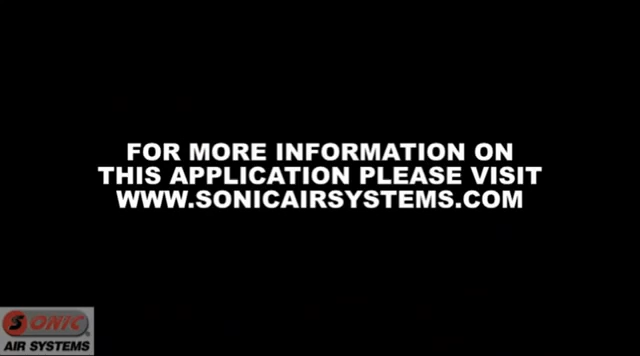 FOR MORE INFORMATION ON
THIS APPLICATION PLEASE VISIT
WWW.SONICAIRSYSTEMS.COM
SONIC®
AIR SYSTEMS